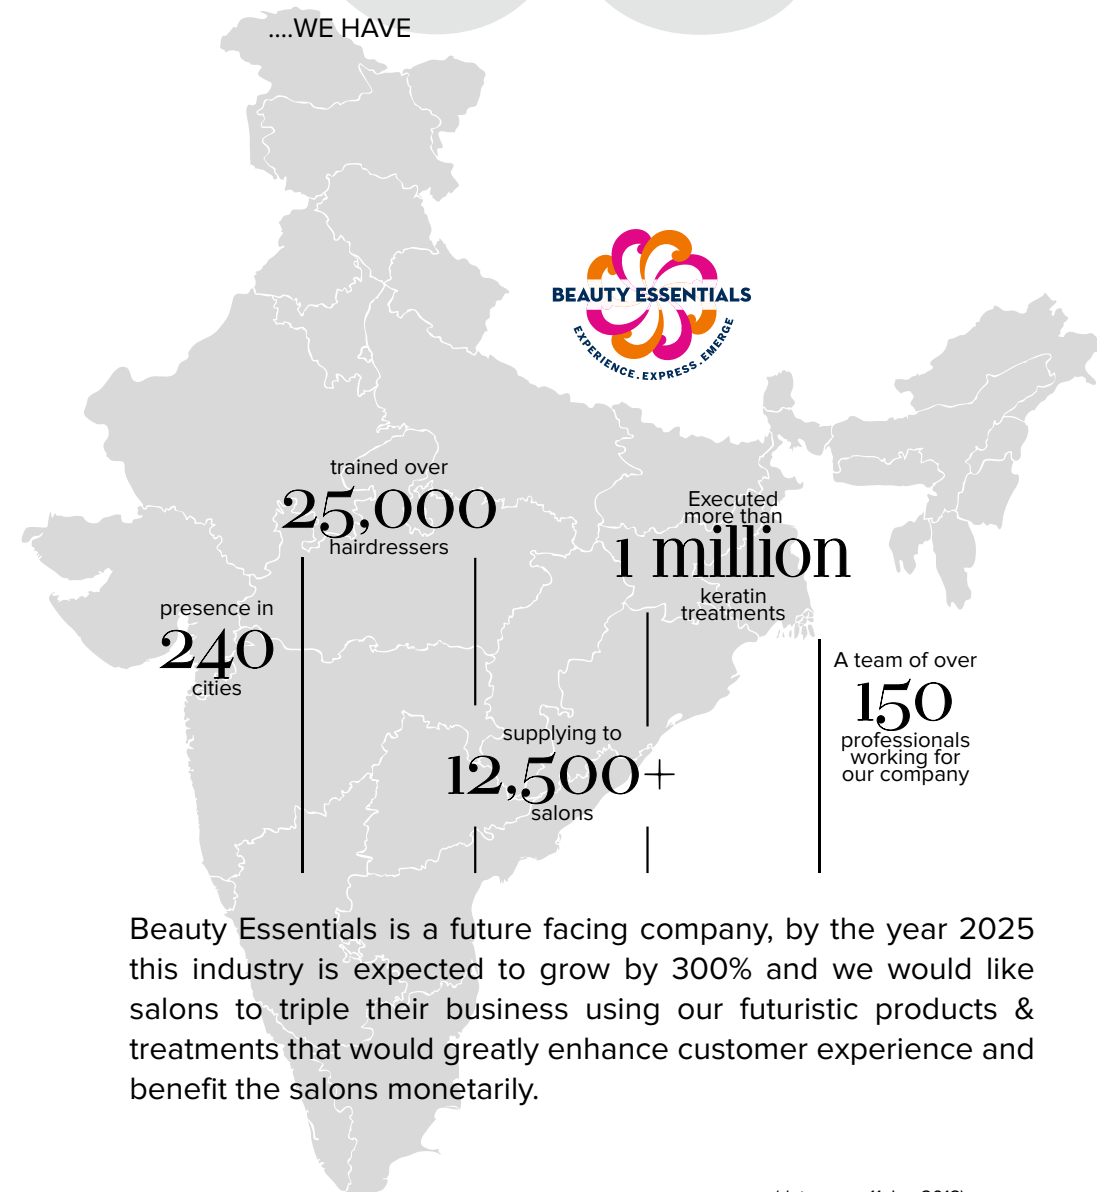 ....WE HAVE
BEAUTY ESSENTIALS
EXPERIENCE.EXPRESS.EMERGE
trained over
25,000
hairdressers
Executed
more than
1 million
keratin
treatments
presence in
240
cities
A team of over
150
professionals
working for
our company
supplying to
12,500+
salons
Beauty Essentials is a future facing company, by the year 2025
this industry is expected to grow by 300% and we would like
salons to triple their business using our futuristic products &
treatments that would greatly enhance customer experience and
benefit the salons monetarily.